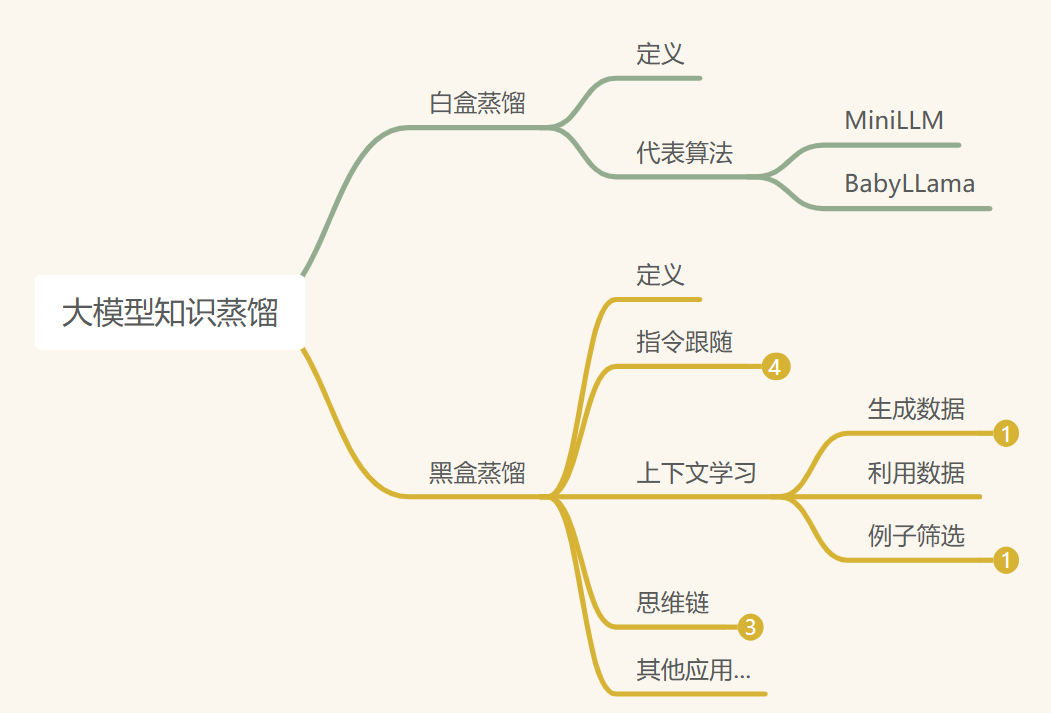 大模型知识蒸馏
白盒蒸馏
定义
代表算法
MiniLLM
BabyLLama
黑盒蒸馏
定义
指令跟随
4
上下文学习
生成数据
1
利用数据
例子筛选
1
思维链
3
其他应用...